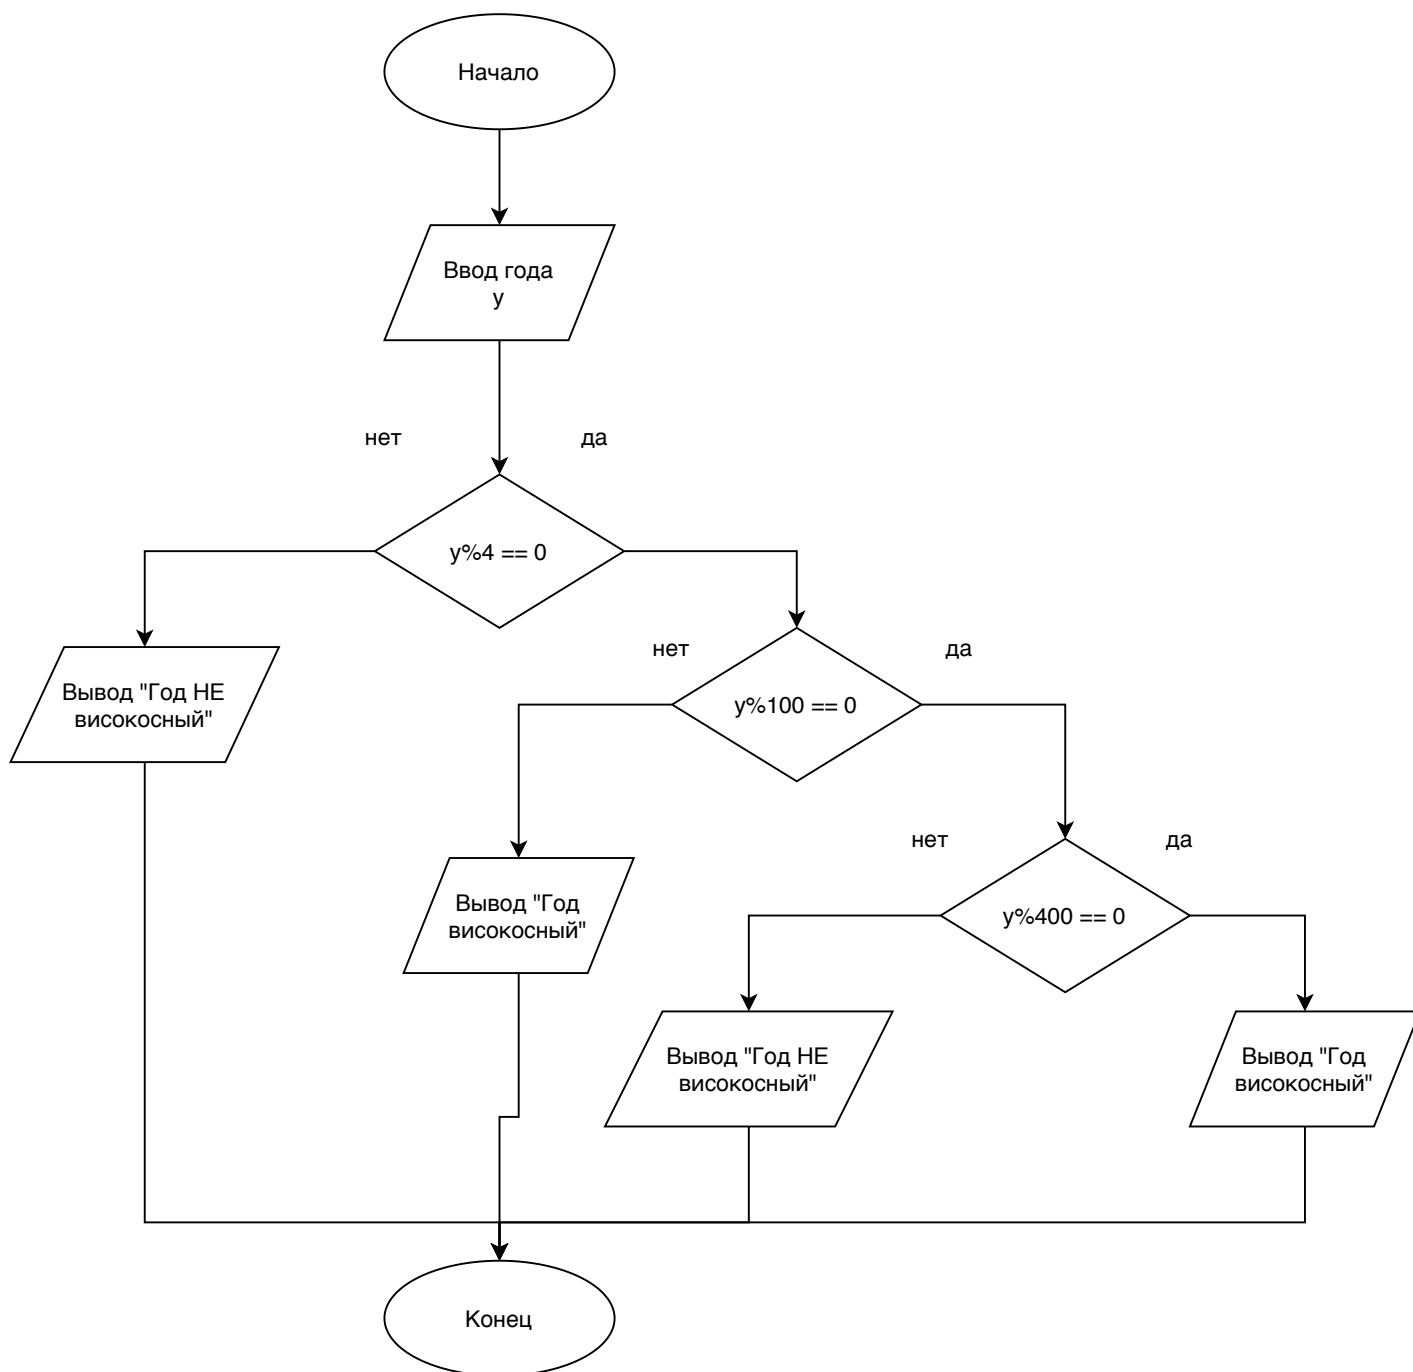 Начало
Ввод года
y
нет
да
y%4 == 0
нет
да
Вывод "Год НЕ
високосный"
y%100 == 0
нет
да
Вывод "Год
високосный"
y%400 == 0
Вывод "Год НЕ
високосный"
Вывод "Год
високосный"
Конец